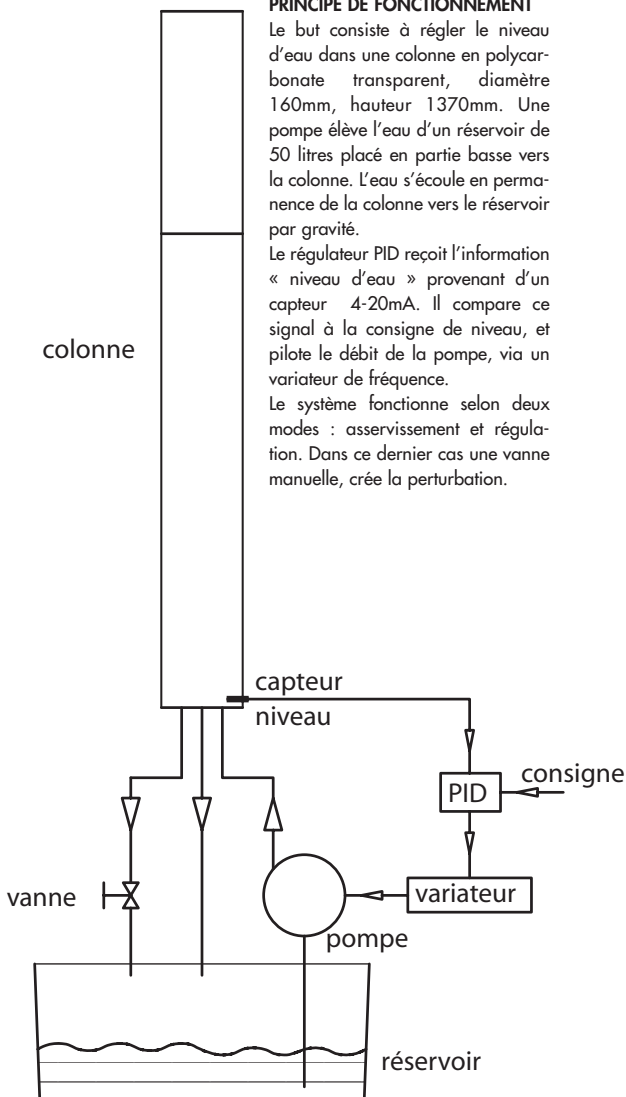 PRINCIPE DE FONCTIONNEMENT
Le but consiste à régler le niveau
d'eau dans une colonne en polycar-
bonate transparent, diamètre
160mm, hauteur 1370mm. Une
pompe élève l'eau d'un réservoir de
50 litres placé en partie basse vers
la colonne. L'eau s'écoule en perma-
nence de la colonne vers le réservoir
par gravité.
Le régulateur PID reçoit l'information
« niveau d'eau » provenant d'un
capteur 4-20mA. Il compare ce
signal à la consigne de niveau, et
pilote le débit de la pompe, via un
variateur de fréquence.
Le système fonctionne selon deux
modes : asservissement et régula-
tion. Dans ce dernier cas une vanne
manuelle, crée la perturbation.
colonne
capteur
niveau
consigne
PID
variateur
vanne
pompe
réservoir